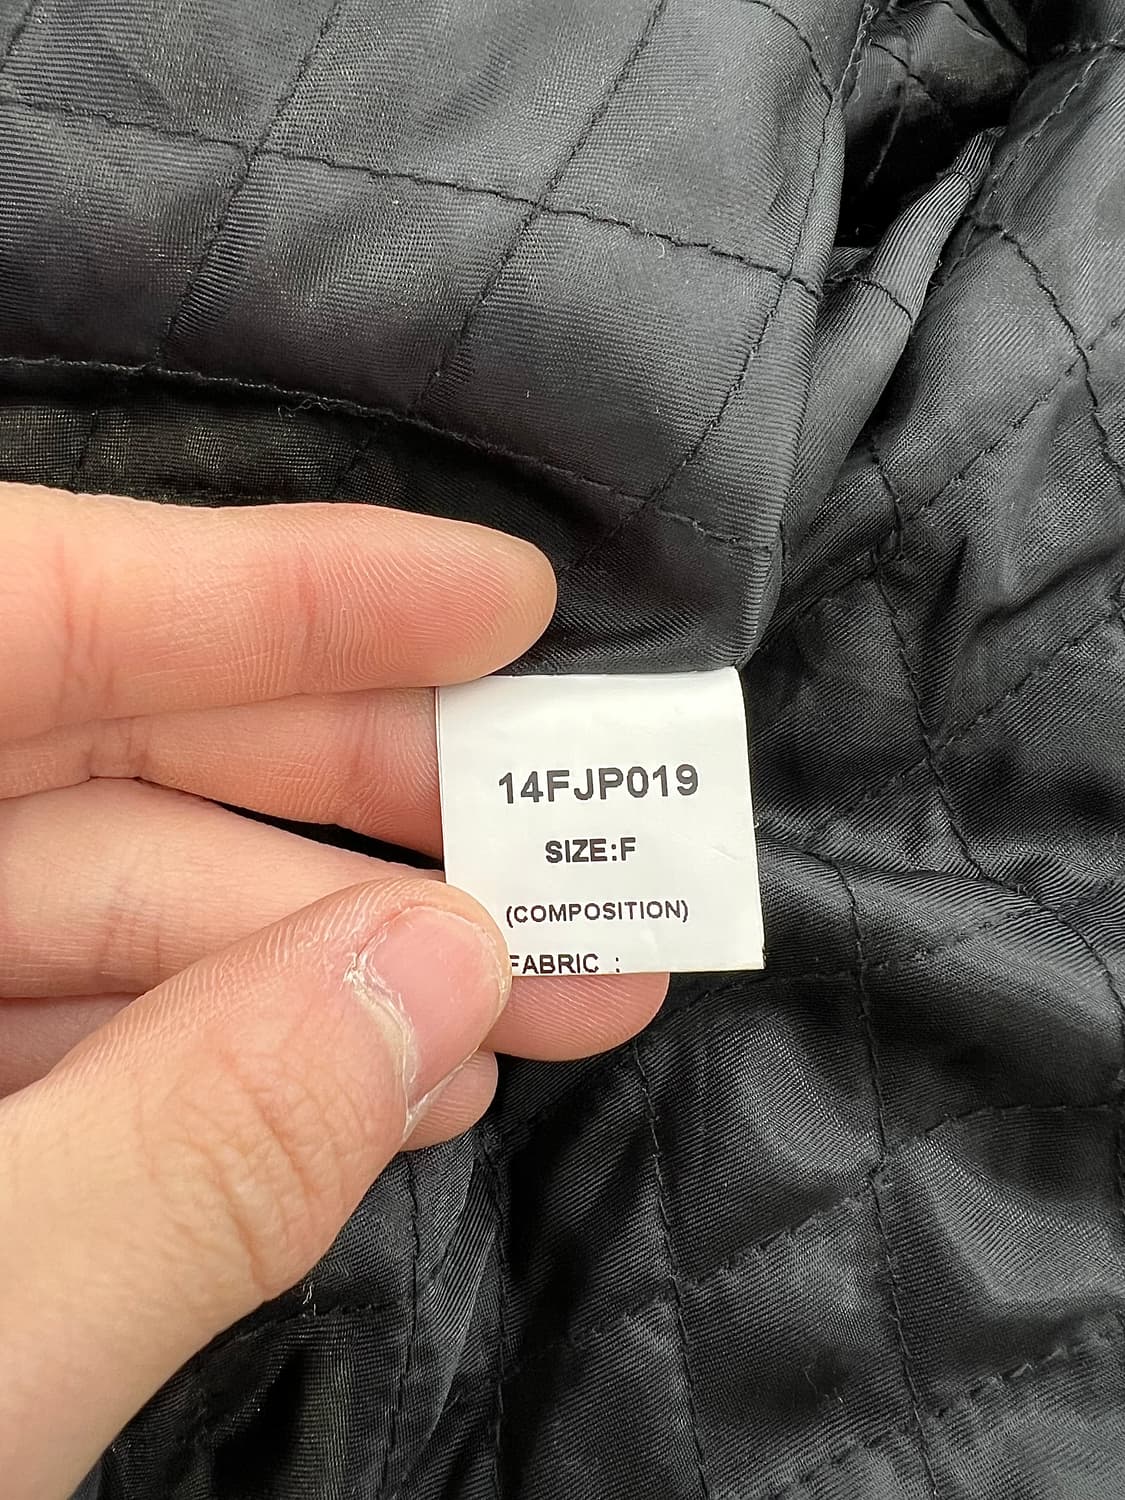 14FJP019
SIZE:F
(COMPOSITION)
FABRIC :